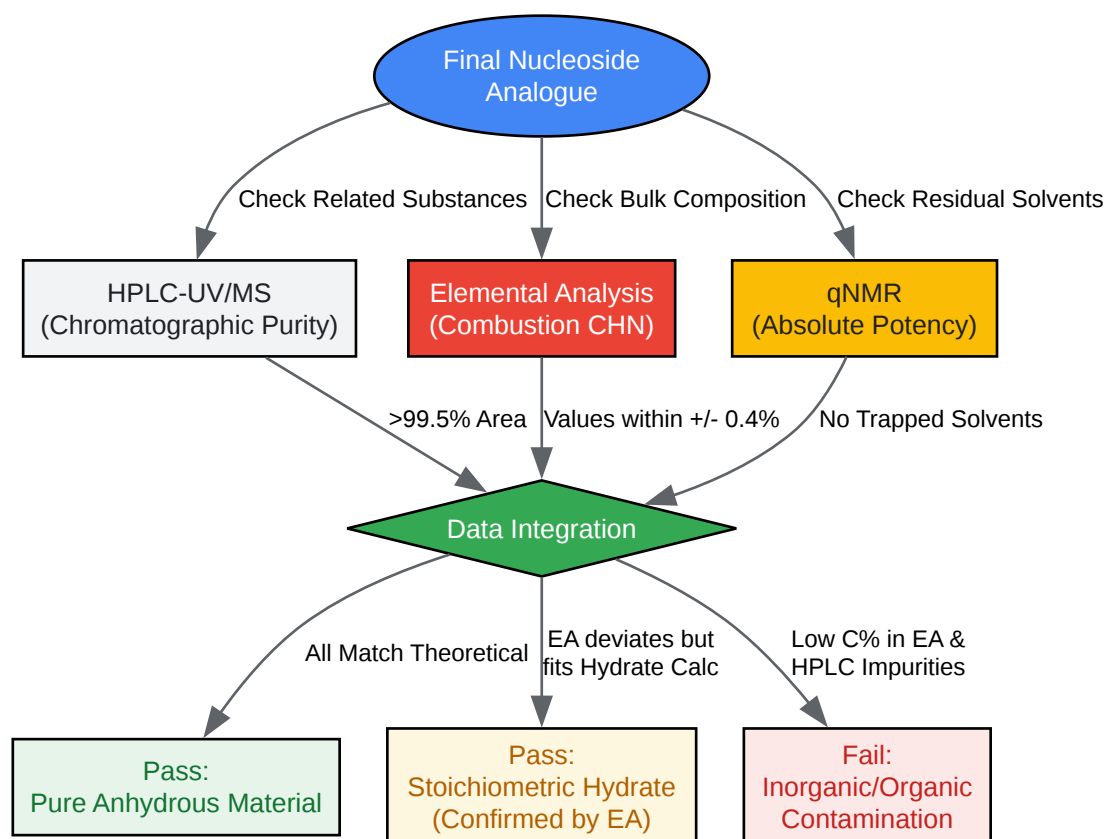 Final Nucleoside
Analogue
Check Related Substances
Check Bulk Composition
Check Residual Solvents
HPLC-UV/MS
(Chromatographic Purity)
Elemental Analysis
(Combustion CHN)
qNMR
(Absolute Potency)
>99.5% Area
Values within +/- 0.4%
No Trapped Solvents
Data Integration
All Match Theoretical
EA deviates but
fits Hydrate Calc
Low C% in EA &
HPLC Impurities
Pass:
Pure Anhydrous Material
Pass:
Stoichiometric Hydrate
(Confirmed by EA)
Fail:
Inorganic/Organic
Contamination